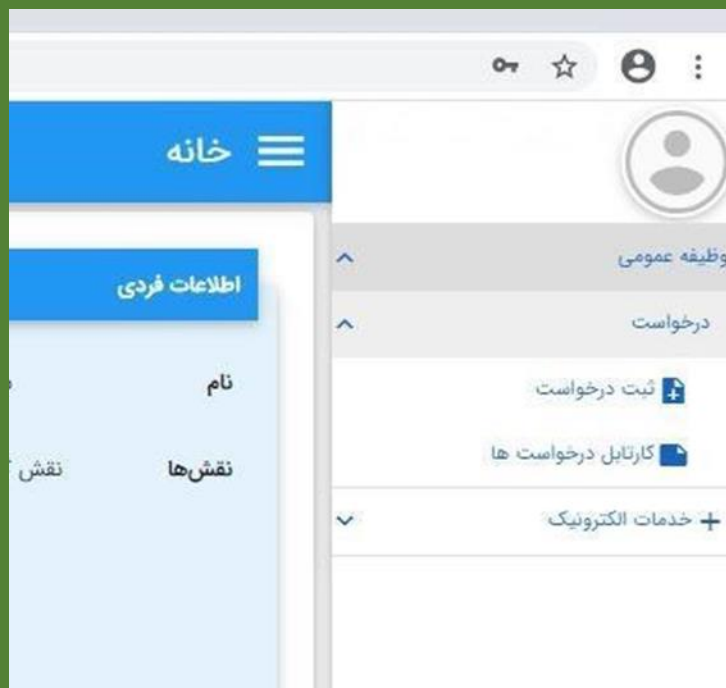 خانه
وظیفه عمومی
درخواست
ثبت درخواست
کارتابل درخواست ها
خدمات الکترونیک
اطلاعات فردی
نام
نقش‌ها
نقش